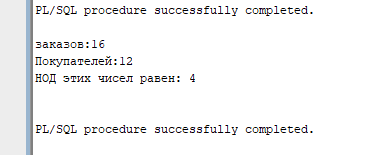 PL/SQL procedure successfully completed.
заказов:16
Покупателей:12
НОД этих чисел равен: 4
PL/SQL procedure successfully completed.